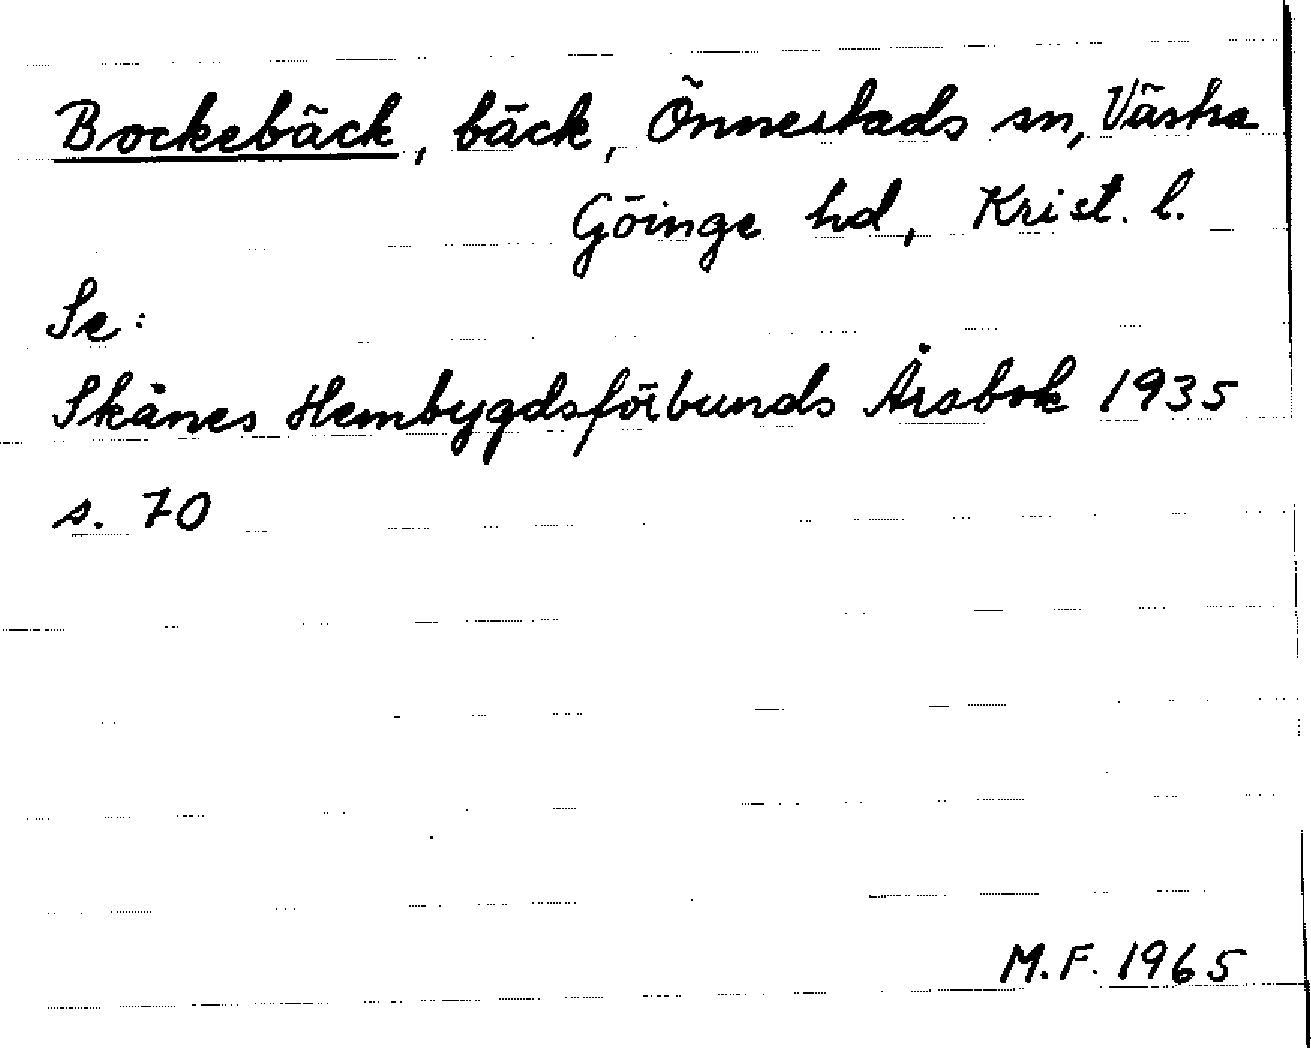 Bockebäck, bäck, Önnestads sn, Västra
Göinge hd, Krist. l.
Se:
Skånes Hembygdsförbunds Årsbok 1935
s. 70
M.F. 1965